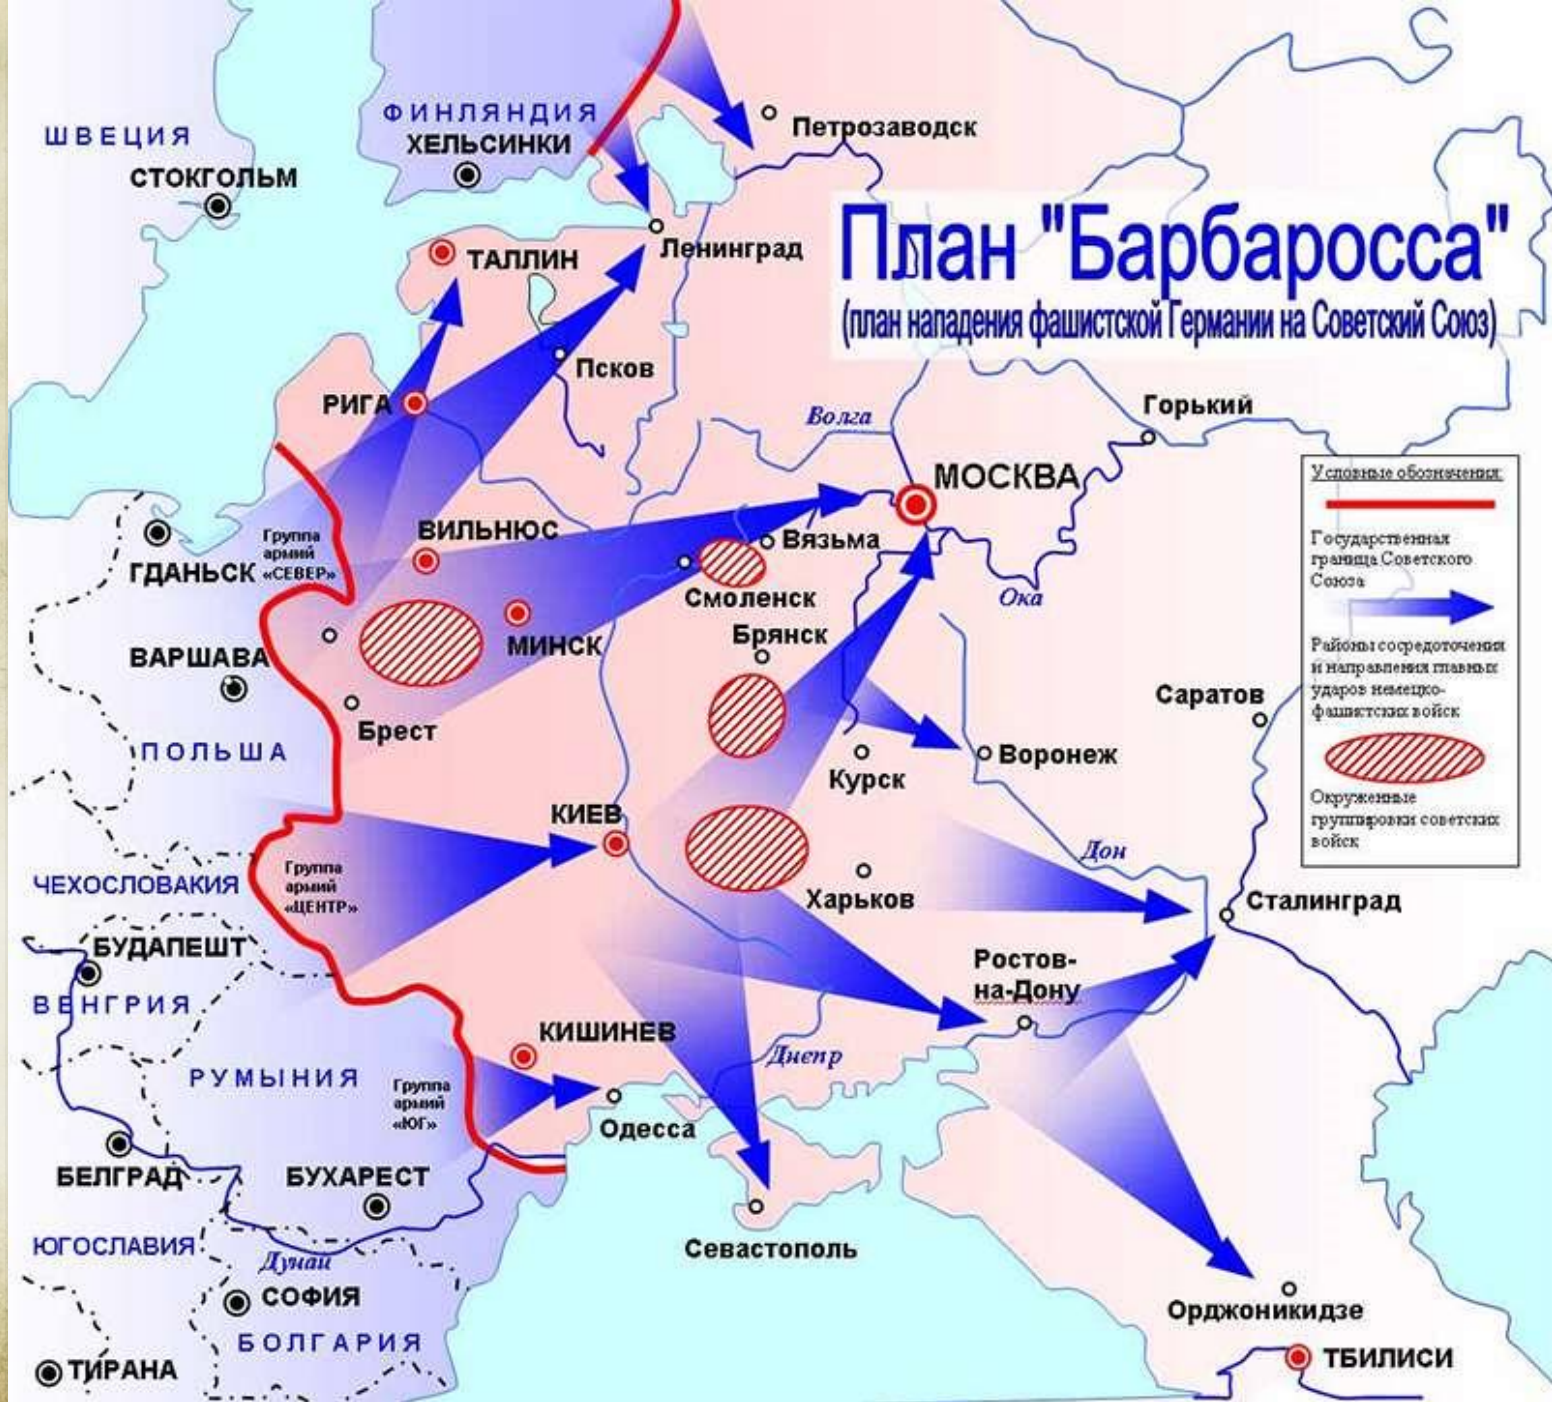 ШВЕЦИЯ
СТОКГОЛЬМ
ФИНЛЯНДИЯ
ХЕЛЬСИНКИ
Петрозаводск
Ленинград
ТАЛЛИН
План "Барбаросса"
(план нападения фашистской Германии на Советский Союз)
Псков
РИГА
Волга
Горький
МОСКВА
ВИЛЬНЮС
Вязьма
Группа
армий
«СЕВЕР»
ГДАНЬСК
Смоленск
Ока
Брянск
МИНСК
ВАРШАВА
Брест
ПОЛЬША
Саратов
Воронеж
Курск
КИЕВ
Дон
Условные обозначения:
Государственная
граница Советского
Союза
Районы сосредоточения
и направления главных
ударов немецко-
фашистских войск
Окруженные
группировки советских
войск
ЧЕХОСЛОВАКИЯ
Группа
армий
«ЦЕНТР»
Харьков
Сталинград
БУДАПЕШТ
ВЕНГРИЯ
Ростов-
на-Дону
КИШИНЕВ
Днепр
РУМЫНИЯ
Группа
армий
«ЮГ»
Одесса
БЕЛГРАД
БУХАРЕСТ
Севастополь
ЮГОСЛАВИЯ
Дунай
СОФИЯ
БОЛГАРИЯ
ТИРАНА
Орджоникидзе
ТБИЛИСИ